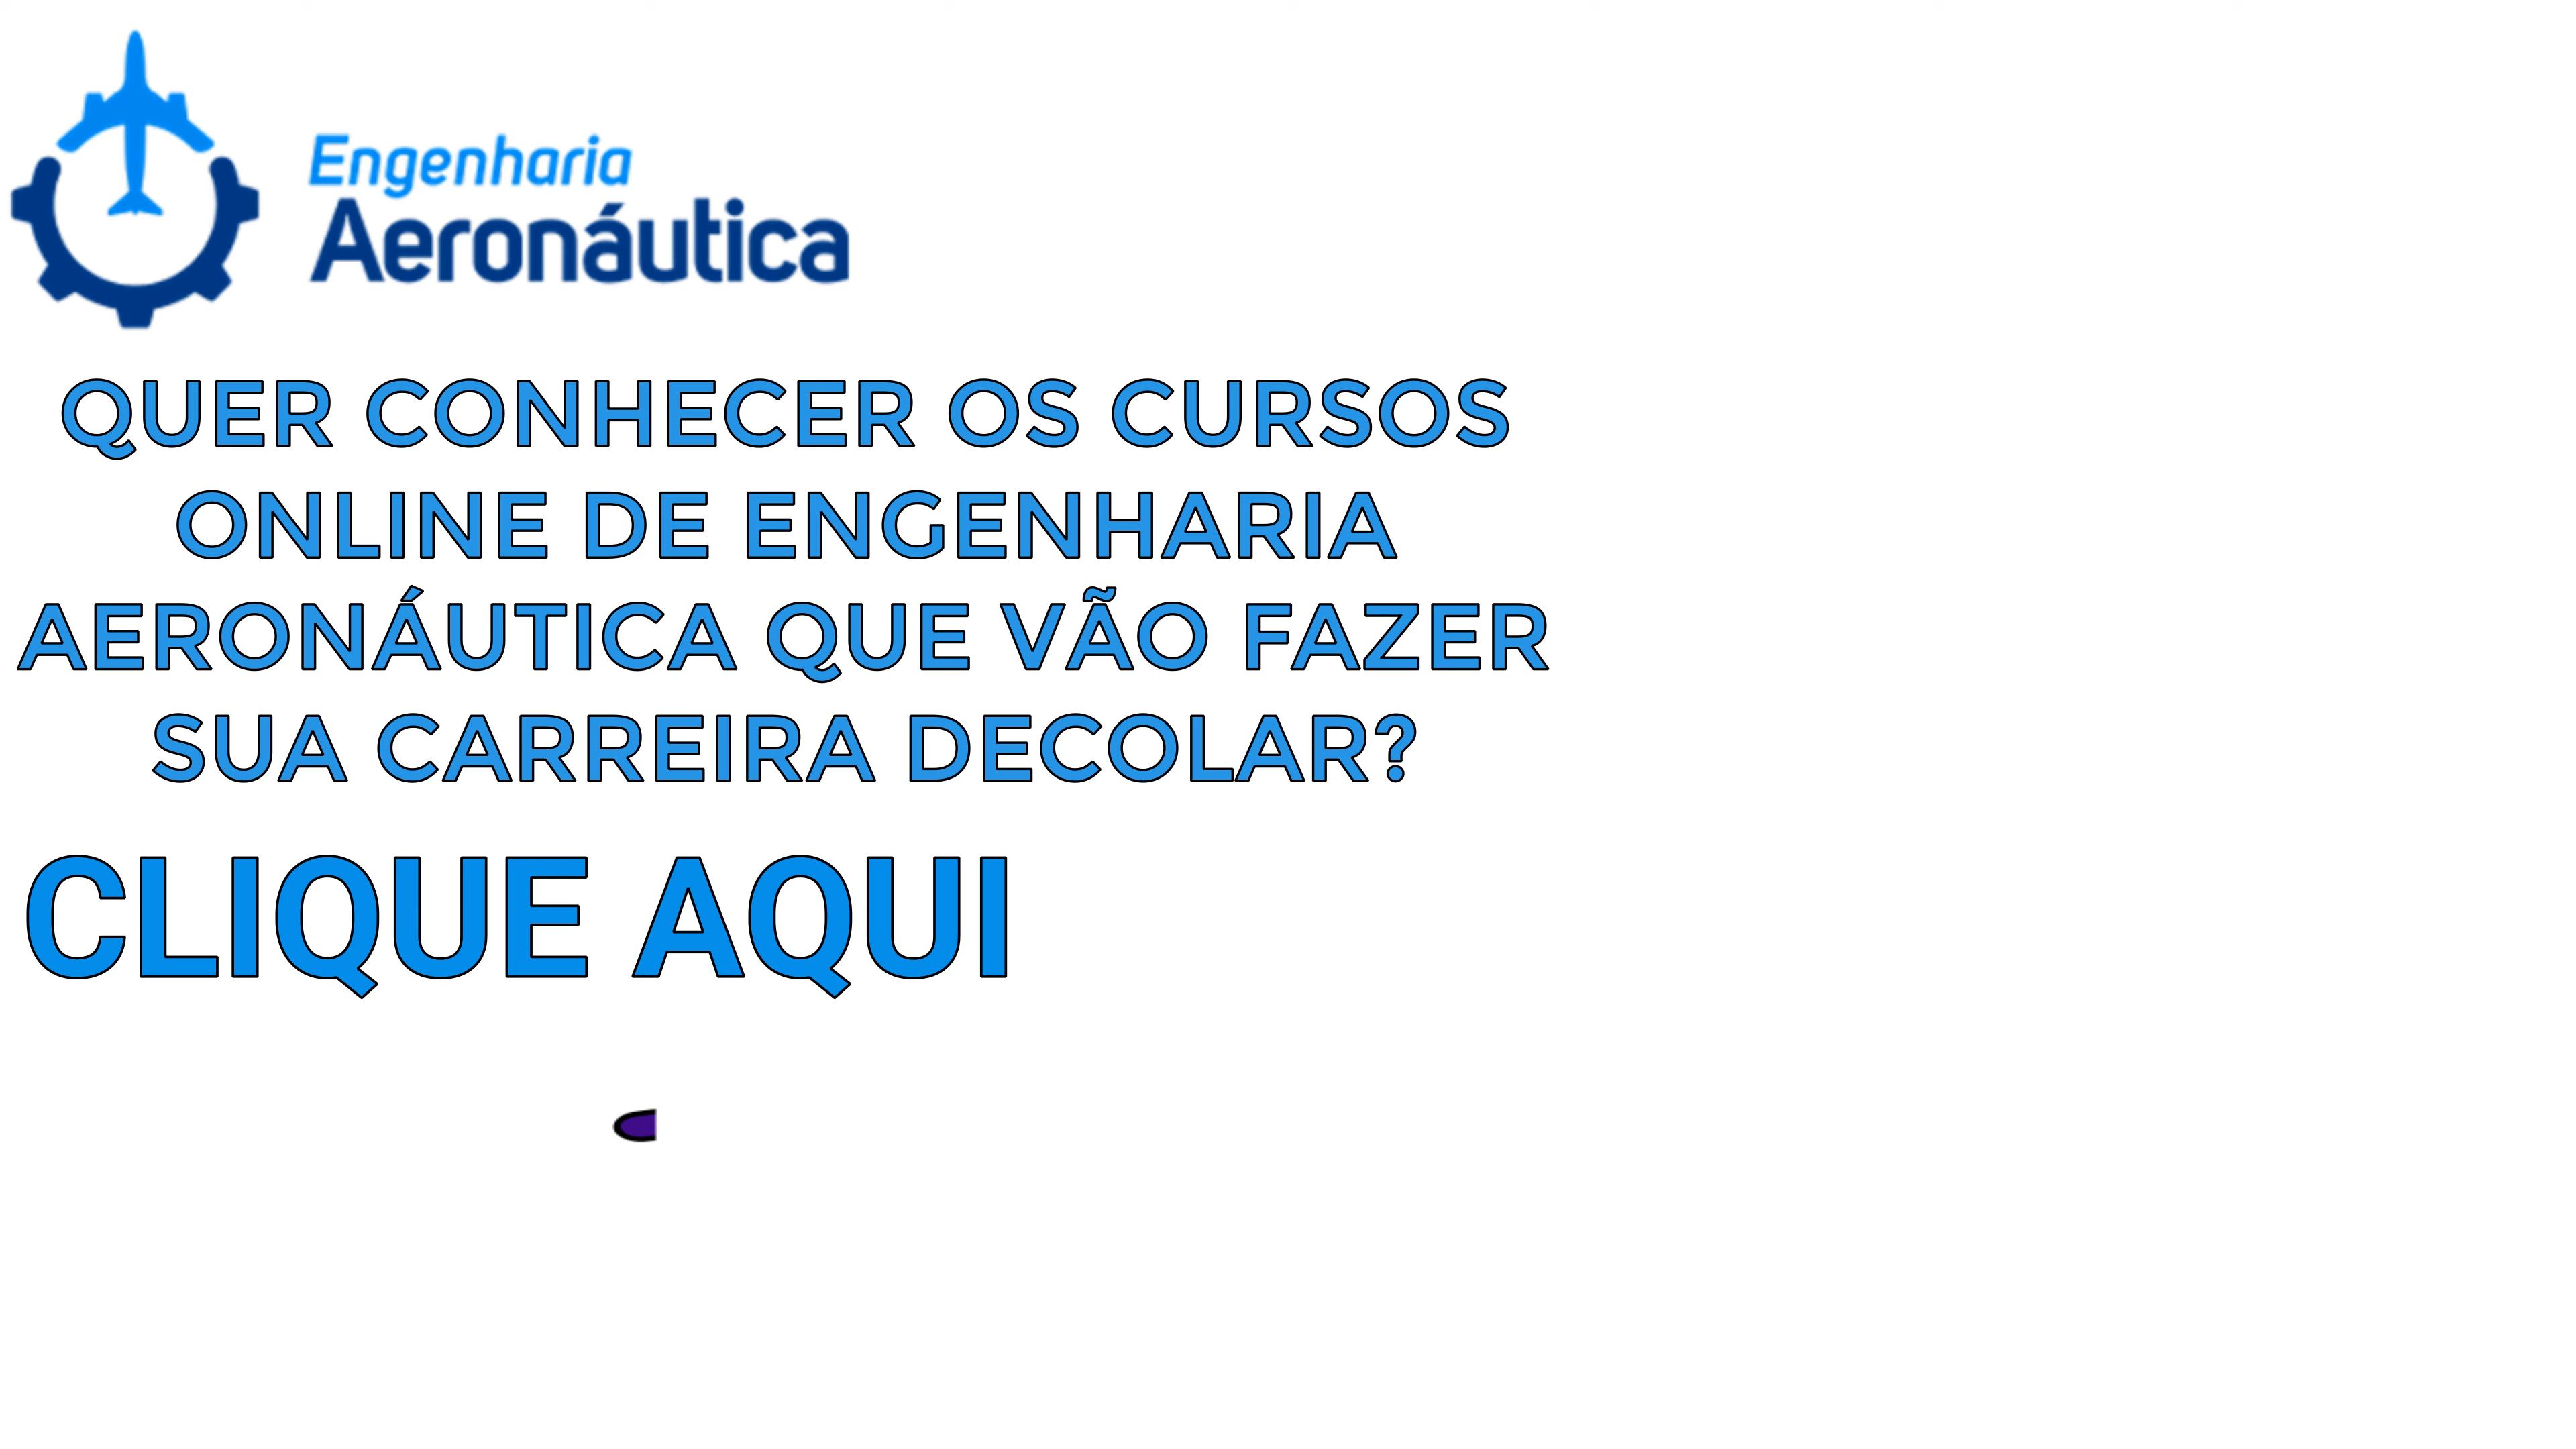 Engenharia
Aeronáutica
QUER CONHECER OS CURSOS
ONLINE DE ENGENHARIA
AERONÁUTICA QUE VÃO FAZER
SUA CARREIRA DECOLAR?
CLIQUE AQUI